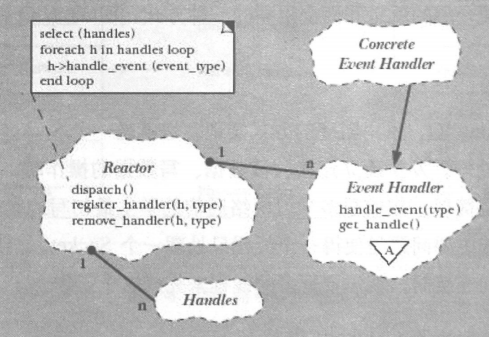 select (handles)
foreach h in handles loop
h->handle_event (event_type)
end loop
Concrete
Event Handler
1
n
Reactor
dispatch()
register_handler(h, type)
remove_handler(h, type)
Event Handler
handle_event(type)
get_handle()
A
1
n
Handles